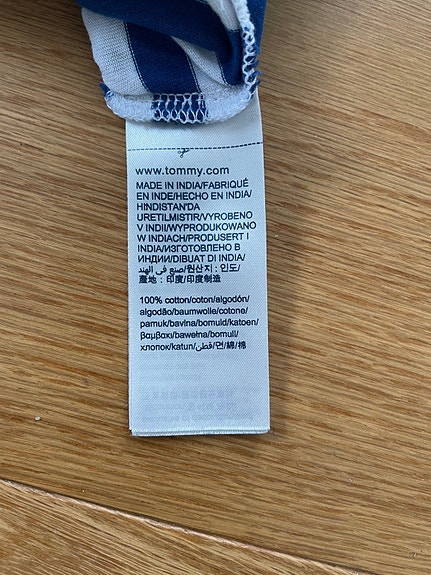 www.tommy.com
MADE IN INDIA/FABRIQUÉ
EN INDE/HECHO EN INDIA/
HINDISTAN'DA
URETILMISTIR/VYROBENO
V INDII/WYPRODUKOWANO
W INDIACH/PRODUSERT I
INDIA/ИЗГОТОВЛЕНО В
ИНДИИ/DIBUAT DI INDIA/
صنع في الهند/원산지 : 인도/
產地 : 印度/印度制造
100% cotton/coton/algodón/
algodão/baumwolle/cotone/
pamuk/bavlna/bomuld/katoen/
βαμβακι/bawełna/bomull/
хлопок/katun/قطن/면/綿/棉